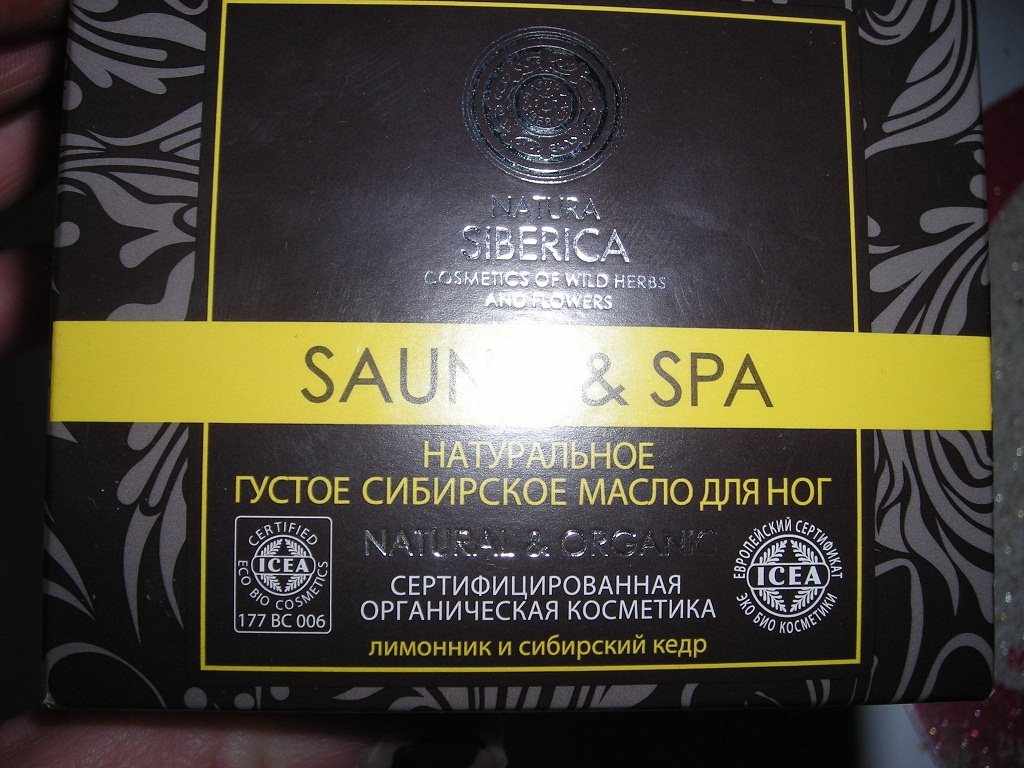 NATURA
SIBERICA
COSMETICS OF WILD HERBS
AND FLOWERS
& SPA
НАТУРАЛЬНОЕ
ГУСТОЕ СИБИРСКОЕ МАСЛО ДЛЯ НОГ
NATURAL & ORGANIC
СЕРТИФИЦИРОВАННАЯ
ОРГАНИЧЕСКАЯ КОСМЕТИКА
лимонник и сибирский кедр
CERTIFIED
ICEA
ECO BIO COSMETICS
177 BC 006
ЕВРОПЕЙСКИЙ СЕРТИФИКАТ
ICEA
ЭКО БИО КОСМЕТИКИ